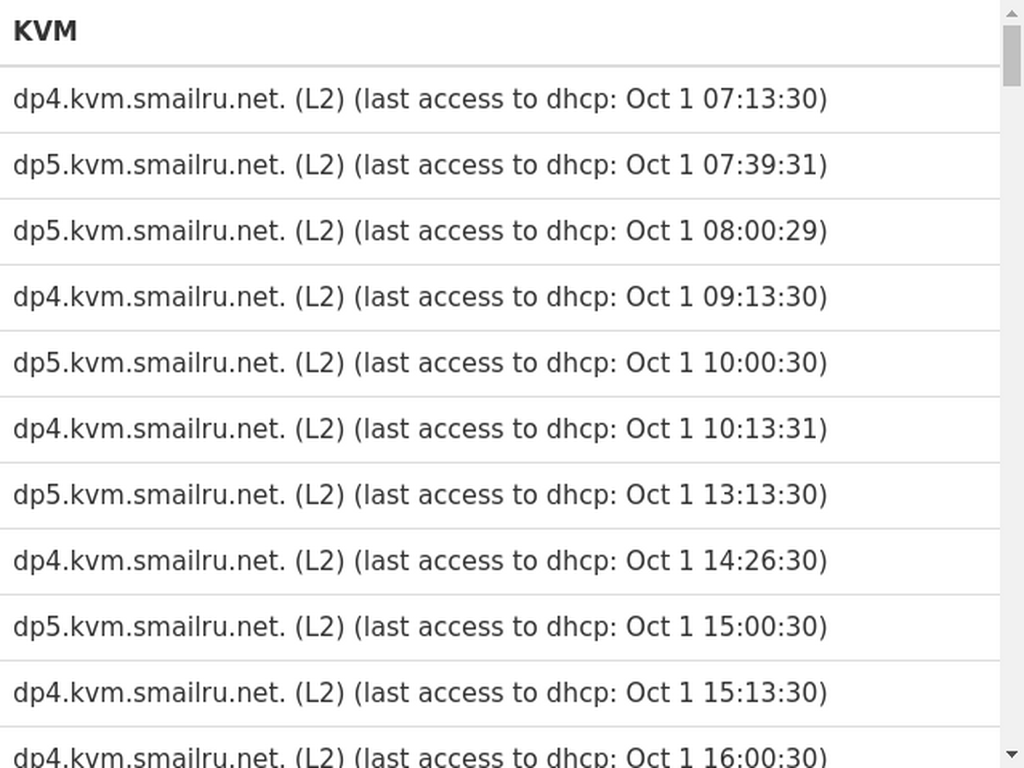 KVM
dp4.kvm.smailru.net. (L2) (last access to dhcp: Oct 1 07:13:30)
dp5.kvm.smailru.net. (L2) (last access to dhcp: Oct 1 07:39:31)
dp5.kvm.smailru.net. (L2) (last access to dhcp: Oct 1 08:00:29)
dp4.kvm.smailru.net. (L2) (last access to dhcp: Oct 1 09:13:30)
dp5.kvm.smailru.net. (L2) (last access to dhcp: Oct 1 10:00:30)
dp4.kvm.smailru.net. (L2) (last access to dhcp: Oct 1 10:13:31)
dp5.kvm.smailru.net. (L2) (last access to dhcp: Oct 1 13:13:30)
dp4.kvm.smailru.net. (L2) (last access to dhcp: Oct 1 14:26:30)
dp5.kvm.smailru.net. (L2) (last access to dhcp: Oct 1 15:00:30)
dp4.kvm.smailru.net. (L2) (last access to dhcp: Oct 1 15:13:30)
dp4.kvm.smailru.net. (L2) (last access to dhcp: Oct 1 16:00:30)